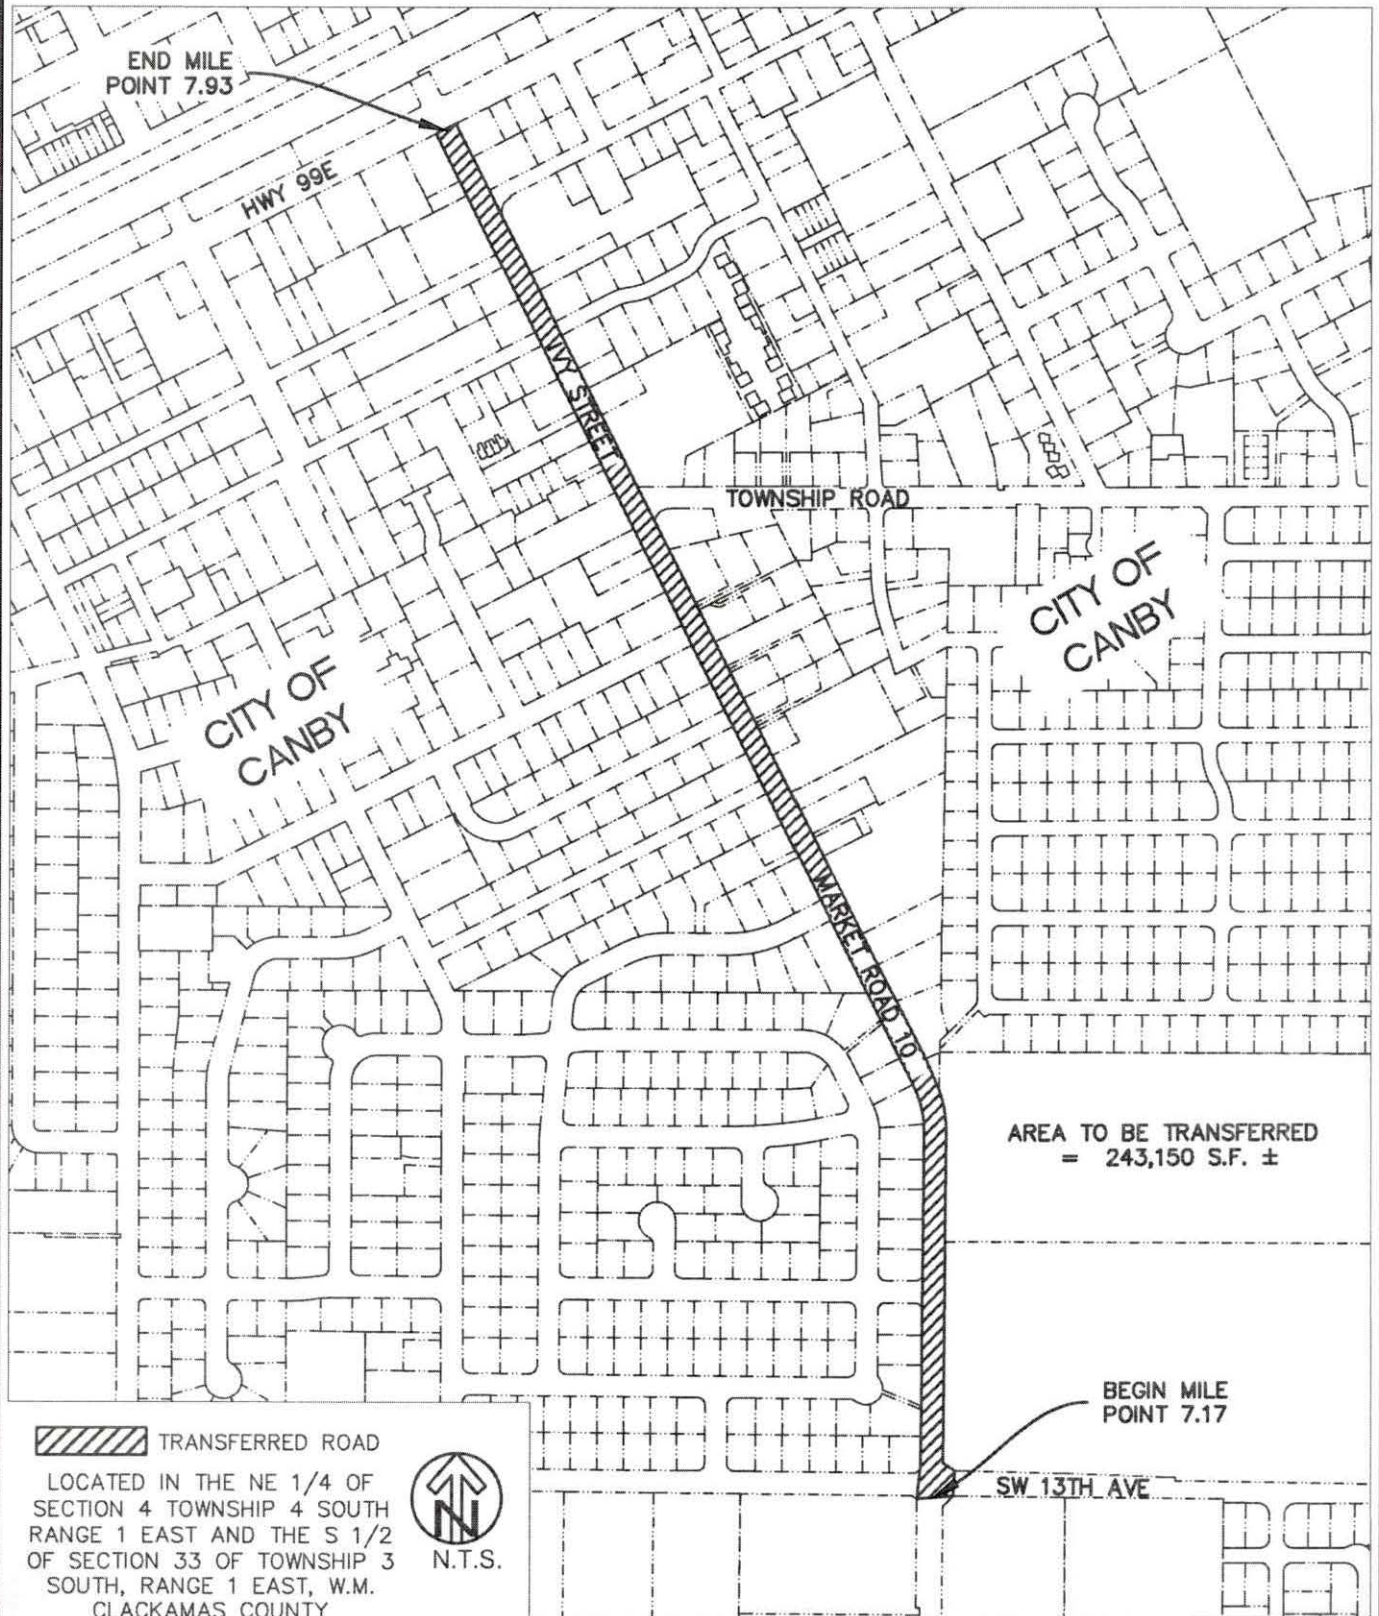 END MILE
POINT 7.93
HWY 99E
IVY STREET
TOWNSHIP ROAD
CITY OF
CANBY
CITY OF
CANBY
MARKET ROAD 10
AREA TO BE TRANSFERRED
= 243,150 S.F. ±
BEGIN MILE
POINT 7.17
SW 13TH AVE
TRANSFERRED ROAD
LOCATED IN THE NE 1/4 OF
SECTION 4 TOWNSHIP 4 SOUTH
RANGE 1 EAST AND THE S 1/2
OF SECTION 33 OF TOWNSHIP 3
SOUTH, RANGE 1 EAST, W.M.
CLACKAMAS COUNTY
N
N.T.S.